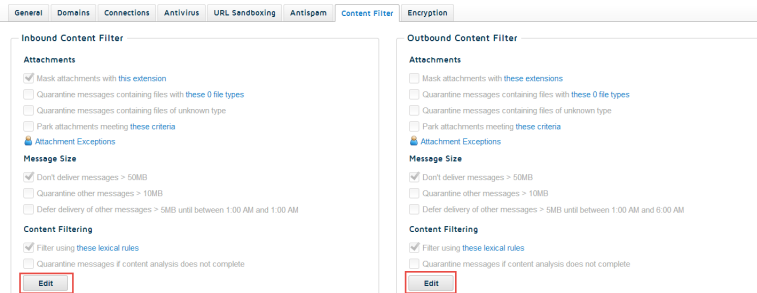 General Domains Connections Antivirus URL Sandboxing Antispam Content Filter Encryption
Inbound Content Filter
Attachments
Mask attachments with this extension
Quarantine messages containing files with these 0 file types
Quarantine messages containing files of unknown type
Park attachments meeting these criteria
Attachment Exceptions
Message Size
Don't deliver messages > 50MB
Quarantine other messages > 10MB
Defer delivery of other messages > 5MB until between 1:00 AM and 1:00 AM
Content Filtering
Filter using these lexical rules
Quarantine messages if content analysis does not complete
Edit
Outbound Content Filter
Attachments
Mask attachments with these extensions
Quarantine messages containing files with these 0 file types
Quarantine messages containing files of unknown type
Park attachments meeting these criteria
Attachment Exceptions
Message Size
Don't deliver messages > 50MB
Quarantine other messages > 10MB
Defer delivery of other messages > 5MB until between 1:00 AM and 6:00 AM
Content Filtering
Filter using these lexical rules
Quarantine messages if content analysis does not complete
Edit